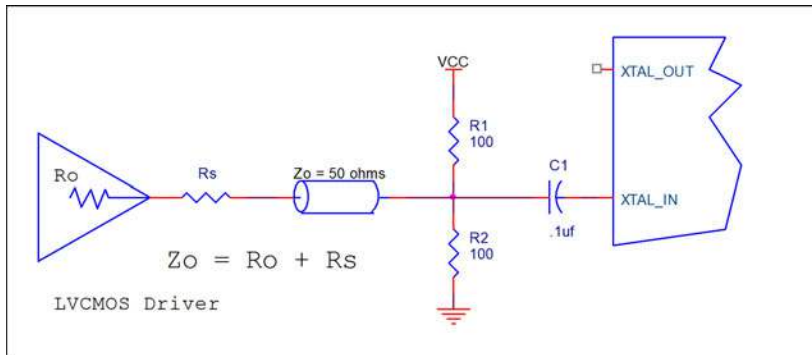 VCC
XTAL_OUT
R1
100
Ro
Rs
Zo = 50 ohms
C1
XTAL_IN
.1uf
R2
100
Zo = Ro + Rs
LVCMOS Driver